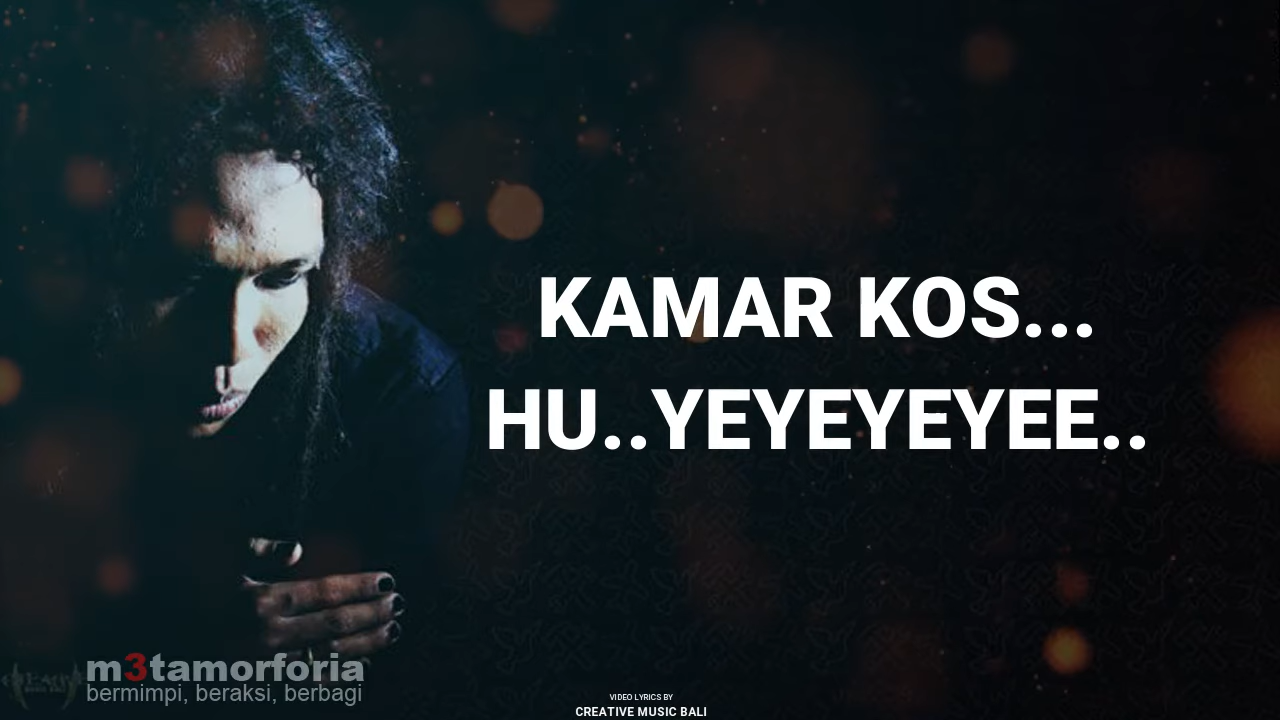 KAMAR KOS...
HU..YEYEYEYEE..
m3tamorforia
bermimpi, beraksi, berbagi
VIDEO LYRICS BY
CREATIVE MUSIC BALI